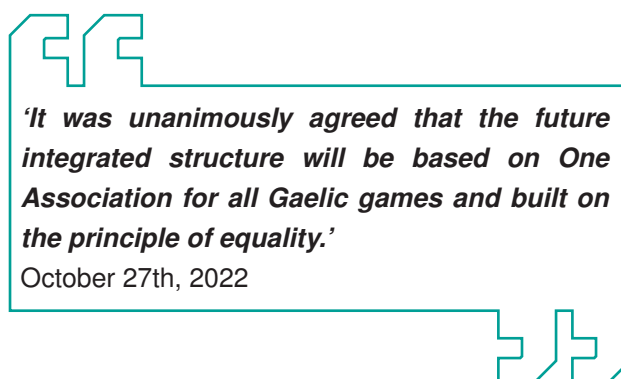 ‘It was unanimously agreed that the future
integrated structure will be based on One
Association for all Gaelic games and built on
the principle of equality.’
October 27th, 2022